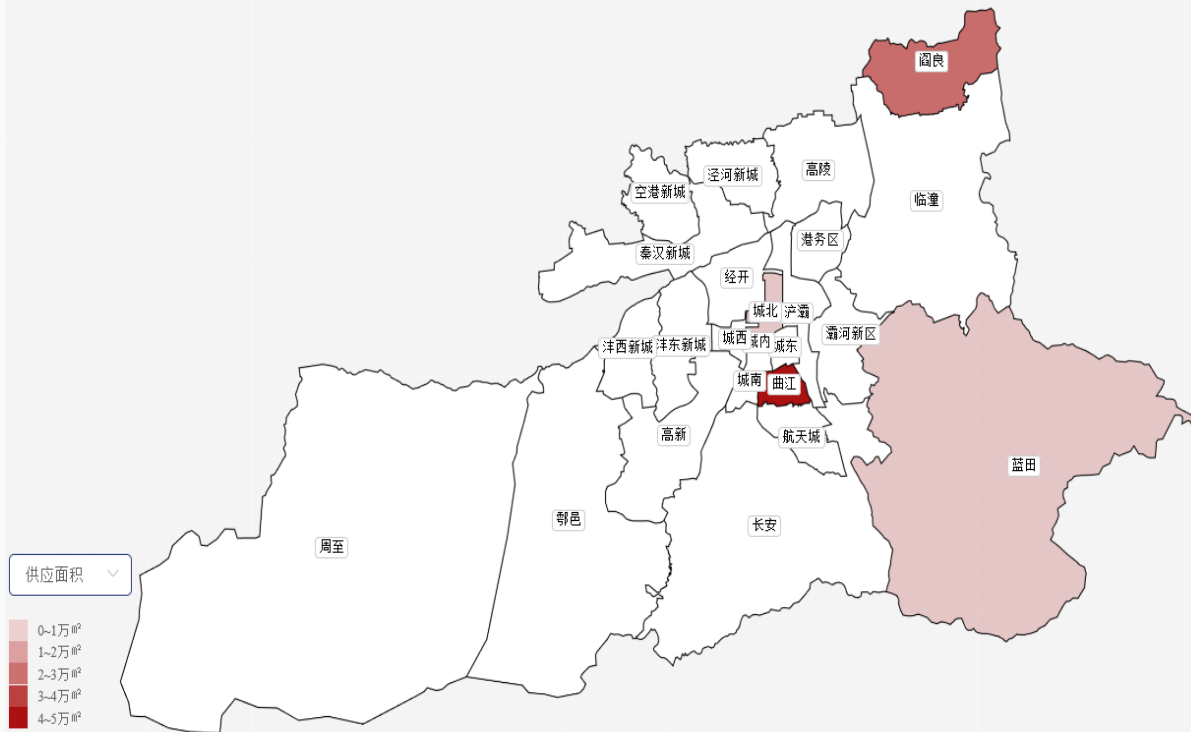 阎良
泾河新城
高陵
空港新城
临潼
港务区
秦汉新城
经开
城北
浐灞
灞河新区
城西
城内
城东
沣西新城
沣东新城
城南
曲江
高新
航天城
蓝田
鄠邑
长安
周至
供应面积
0~1万㎡
1~2万㎡
2~3万㎡
3~4万㎡
4~5万㎡